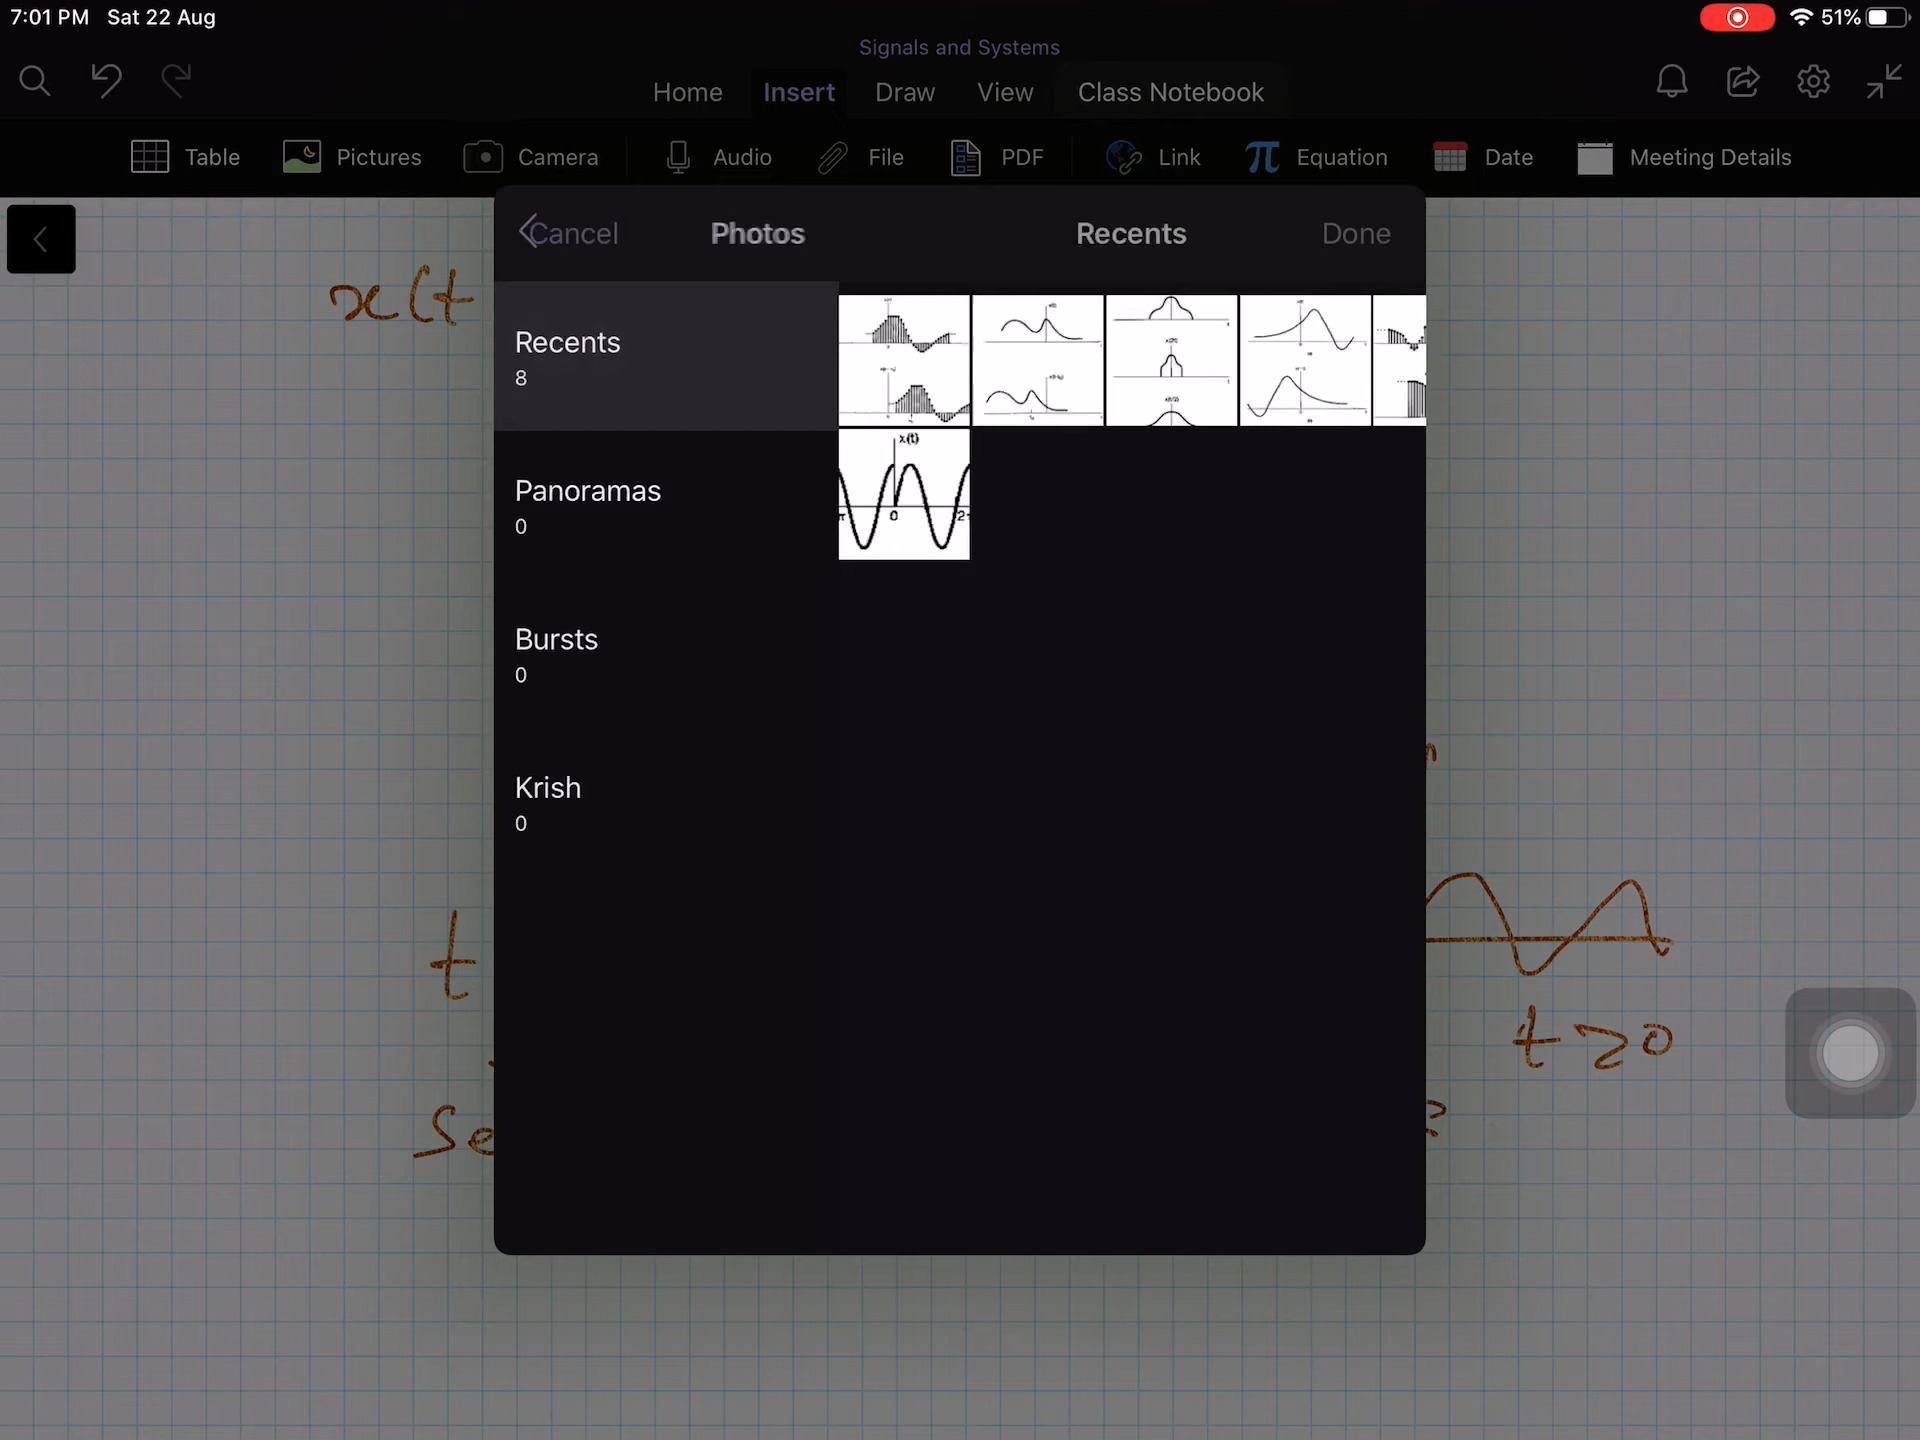 7:01 PM Sat 22 Aug 51%
Signals and Systems
Home Insert Draw View Class Notebook
Table Pictures Camera Audio File PDF Link Equation Date Meeting Details
Cancel Photos Recents Done
x(t
Recents
8
x(t)
0
Panoramas
0
Bursts
0
Krish
0
t
t ≥ 0
Se